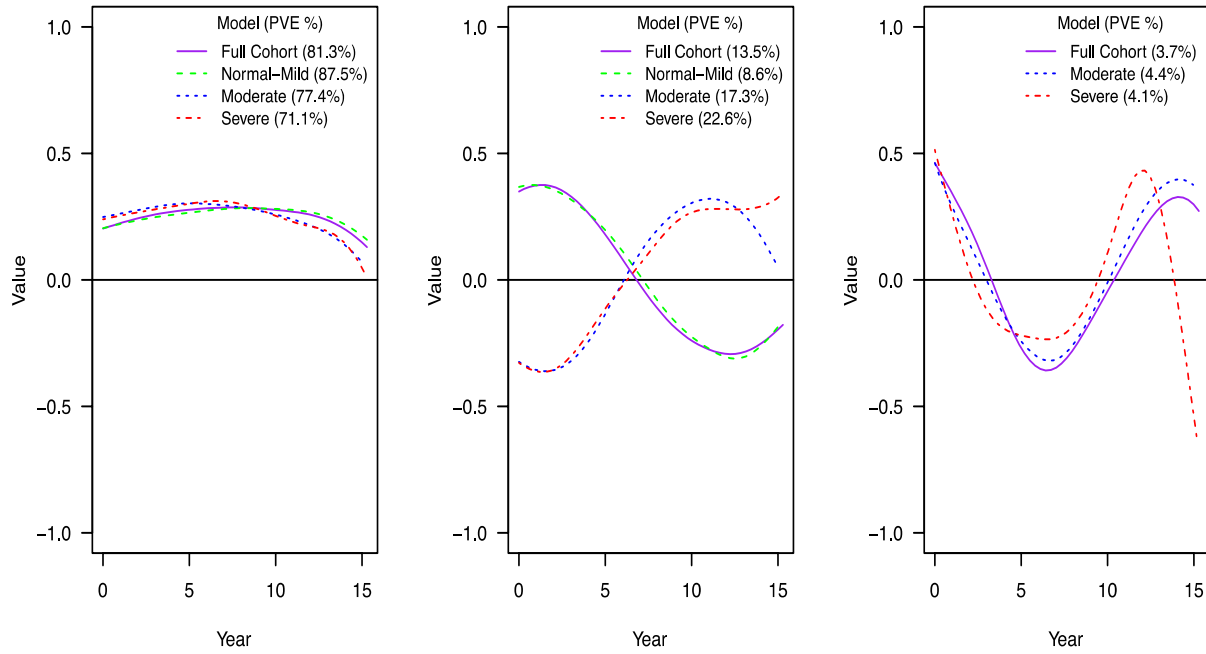 Model (PVE %)
Full Cohort (81.3%)
Normal−Mild (87.5%)
Moderate (77.4%)
Severe (71.1%)
1.0
0.5
0.0
−0.5
−1.0
Value
0 5 10 15
Year
Model (PVE %)
Full Cohort (13.5%)
Normal−Mild (8.6%)
Moderate (17.3%)
Severe (22.6%)
1.0
0.5
0.0
−0.5
−1.0
Value
0 5 10 15
Year
Model (PVE %)
Full Cohort (3.7%)
Moderate (4.4%)
Severe (4.1%)
1.0
0.5
0.0
−0.5
−1.0
Value
0 5 10 15
Year